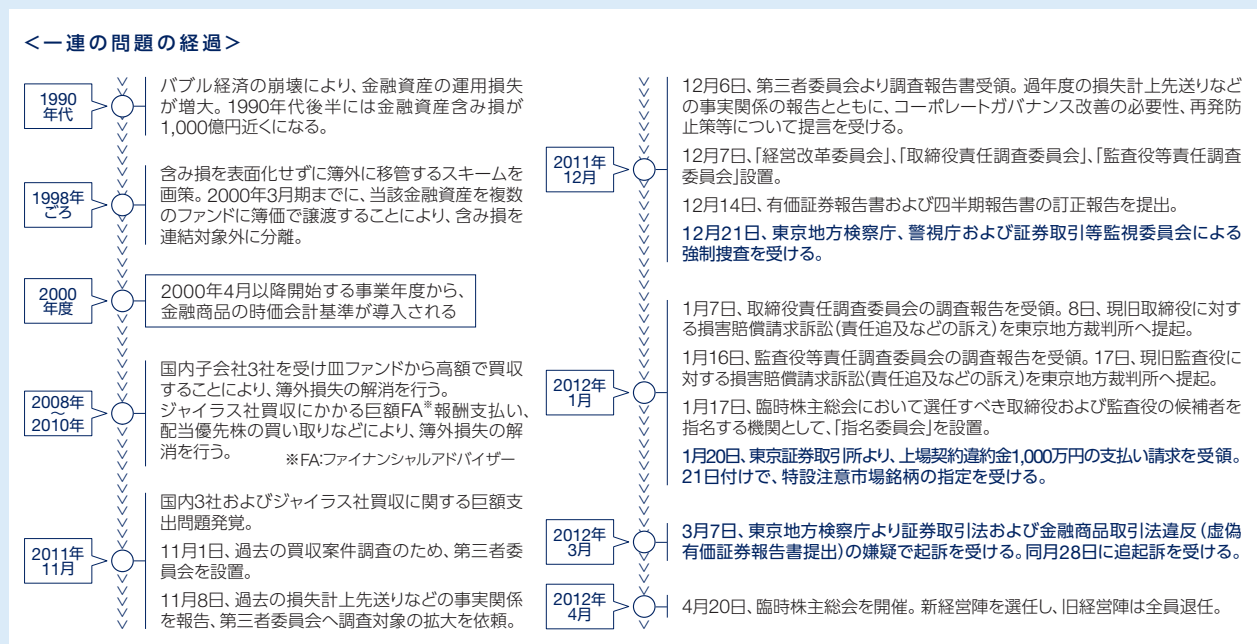 ＜一連の問題の経過＞
1990
年代
バブル経済の崩壊により、金融資産の運用損失
が増大。1990年代後半には金融資産含み損が
1,000億円近くになる。
1998年
ごろ
含み損を表面化せずに簿外に移管するスキームを
画策。2000年3月期までに、当該金融資産を複数
のファンドに簿価で譲渡することにより、含み損を
連結対象外に分離。
2000
年度
2000年4月以降開始する事業年度から、
金融商品の時価会計基準が導入される
2008年
〜
2010年
国内子会社3社を受け皿ファンドから高額で買収
することにより、簿外損失の解消を行う。
ジャイラス社買収にかかる巨額FA※報酬支払い、
配当優先株の買い取りなどにより、簿外損失の解
消を行う。
※FA:ファイナンシャルアドバイザー
2011年
11月
国内3社およびジャイラス社買収に関する巨額支
出問題発覚。
11月1日、過去の買収案件調査のため、第三者委
員会を設置。
11月8日、過去の損失計上先送りなどの事実関係
を報告、第三者委員会へ調査対象の拡大を依頼。
2011年
12月
12月6日、第三者委員会より調査報告書受領。過年度の損失計上先送りなど
の事実関係の報告とともに、コーポレートガバナンス改善の必要性、再発防
止策等について提言を受ける。
12月7日、「経営改革委員会」、「取締役責任調査委員会」、「監査役等責任調査
委員会」設置。
12月14日、有価証券報告書および四半期報告書の訂正報告を提出。
12月21日、東京地方検察庁、警視庁および証券取引等監視委員会による
強制捜査を受ける。
2012年
1月
1月7日、取締役責任調査委員会の調査報告を受領。8日、現旧取締役に対す
る損害賠償請求訴訟(責任追及などの訴え)を東京地方裁判所へ提起。
1月16日、監査役等責任調査委員会の調査報告を受領。17日、現旧監査役に
対する損害賠償請求訴訟(責任追及などの訴え)を東京地方裁判所へ提起。
1月17日、臨時株主総会において選任すべき取締役および監査役の候補者を
指名する機関として、「指名委員会」を設置。
1月20日、東京証券取引所より、上場契約違約金1,000万円の支払い請求を受領。
21日付けで、特設注意市場銘柄の指定を受ける。
2012年
3月
3月7日、東京地方検察庁より証券取引法および金融商品取引法違反(虚偽
有価証券報告書提出)の嫌疑で起訴を受ける。同月28日に追起訴を受ける。
2012年
4月
4月20日、臨時株主総会を開催。新経営陣を選任し、旧経営陣は全員退任。